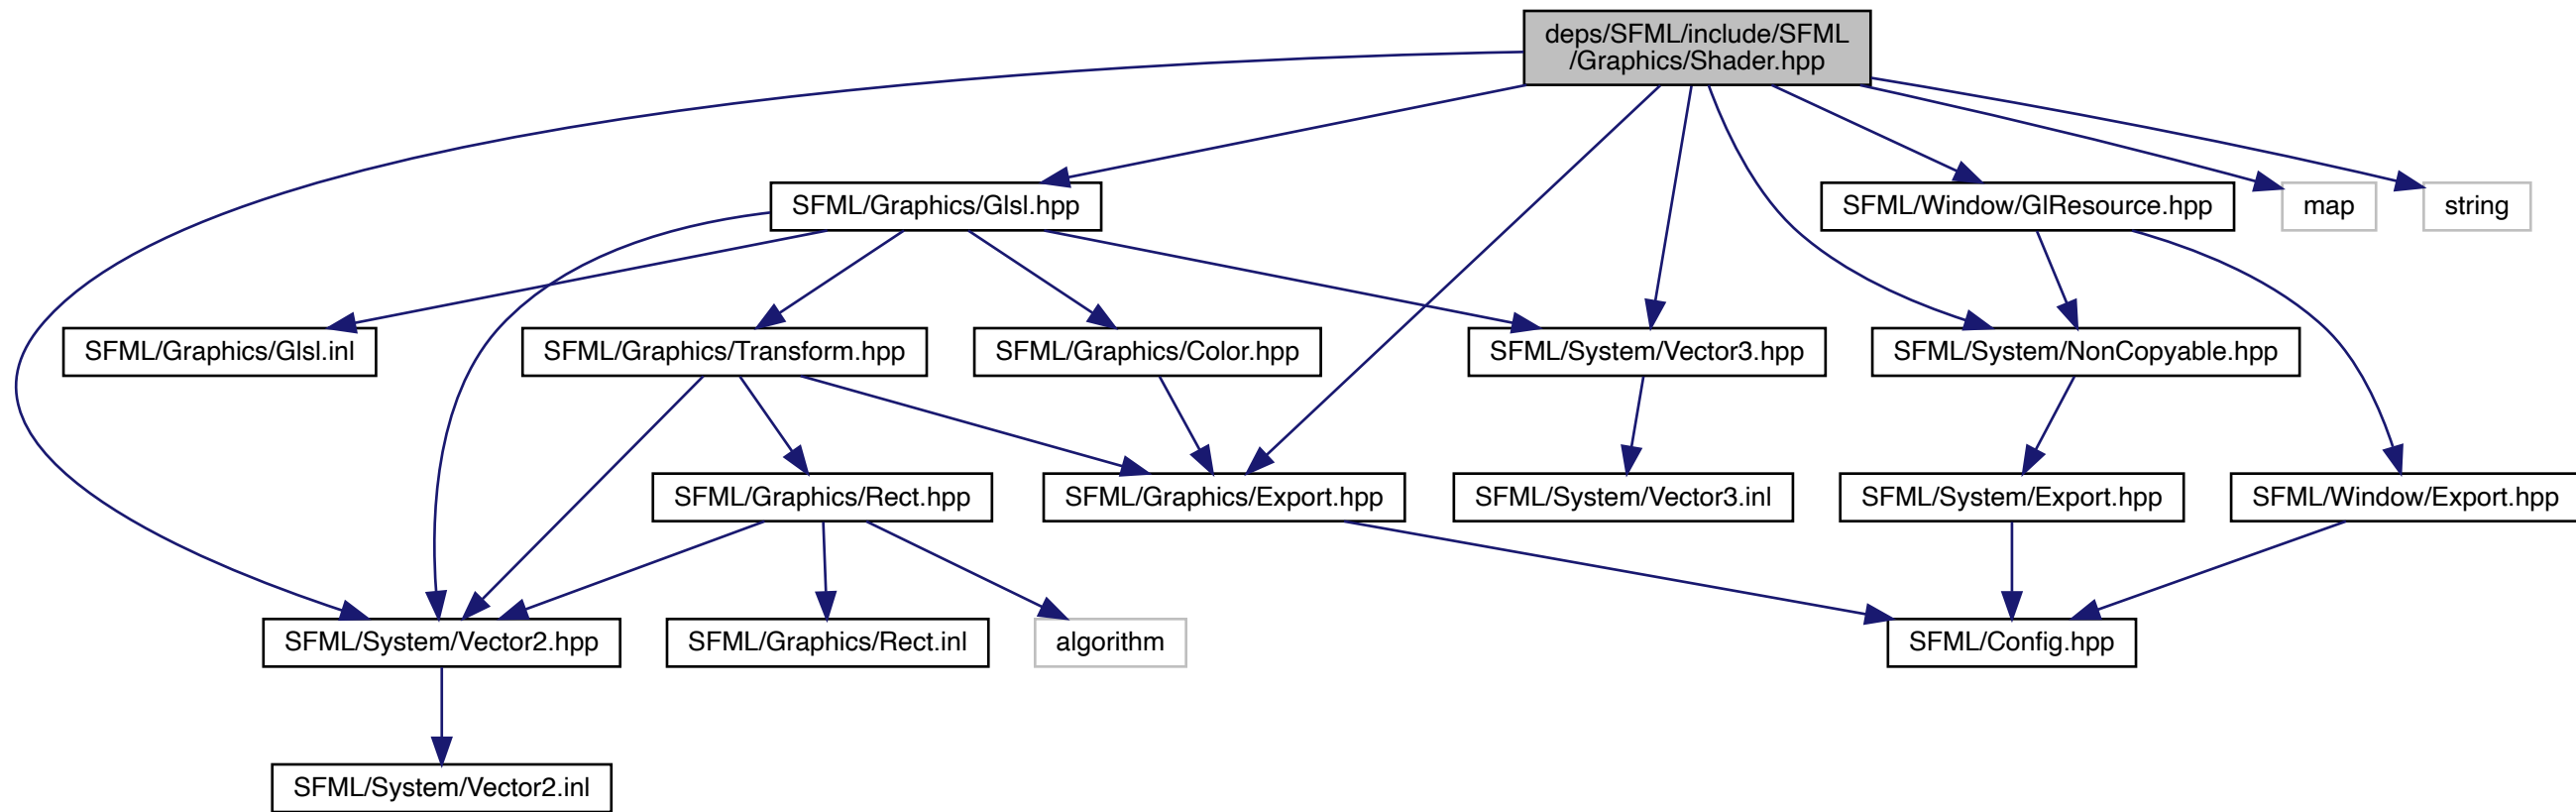 deps/SFML/include/SFML
/Graphics/Shader.hpp
SFML/Graphics/Glsl.hpp
SFML/Window/GlResource.hpp
map
string
SFML/Graphics/Glsl.inl
SFML/Graphics/Transform.hpp
SFML/Graphics/Color.hpp
SFML/System/Vector3.hpp
SFML/System/NonCopyable.hpp
SFML/Graphics/Rect.hpp
SFML/Graphics/Export.hpp
SFML/System/Vector3.inl
SFML/System/Export.hpp
SFML/Window/Export.hpp
SFML/System/Vector2.hpp
SFML/Graphics/Rect.inl
algorithm
SFML/Config.hpp
SFML/System/Vector2.inl